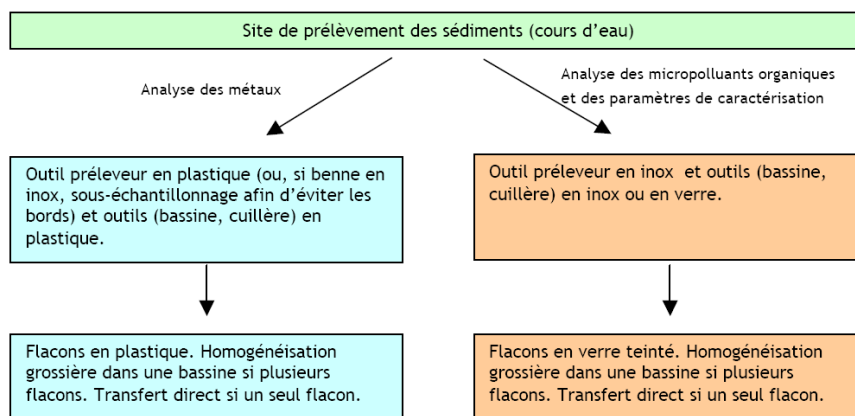 Site de prélèvement des sédiments (cours d'eau)
Analyse des métaux
Analyse des micropolluants organiques
et des paramètres de caractérisation
Outil préleveur en plastique (ou, si benne en
inox, sous-échantillonnage afin d'éviter les
bords) et outils (bassine, cuillère) en
plastique.
Outil préleveur en inox et outils (bassine,
cuillère) en inox ou en verre.
Flacons en plastique. Homogénéisation
grossière dans une bassine si plusieurs
flacons. Transfert direct si un seul flacon.
Flacons en verre teinté. Homogénéisation
grossière dans une bassine si plusieurs
flacons. Transfert direct si un seul flacon.